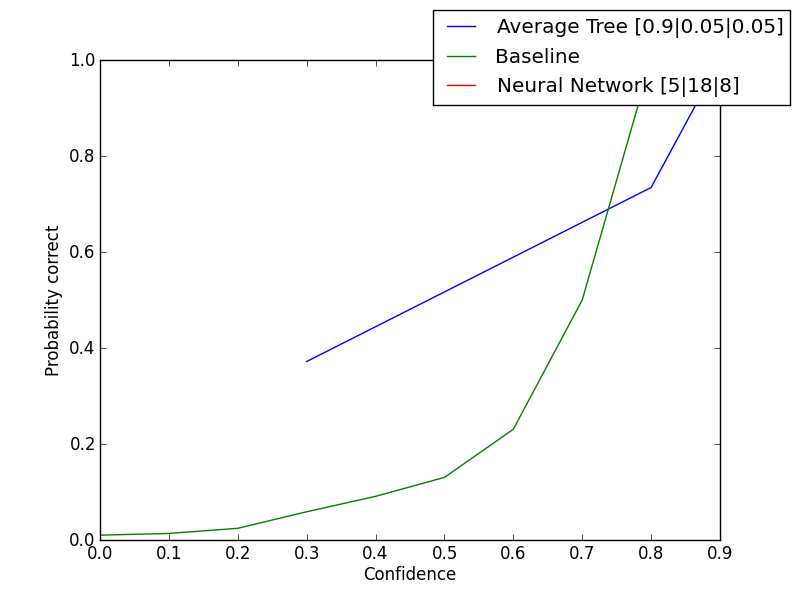 Average Tree [0.9|0.05|0.05]
Baseline
Neural Network [5|18|8]
1.0
0.8
0.6
0.4
0.2
0.0
Probability correct
0.0 0.1 0.2 0.3 0.4 0.5 0.6 0.7 0.8 0.9
Confidence